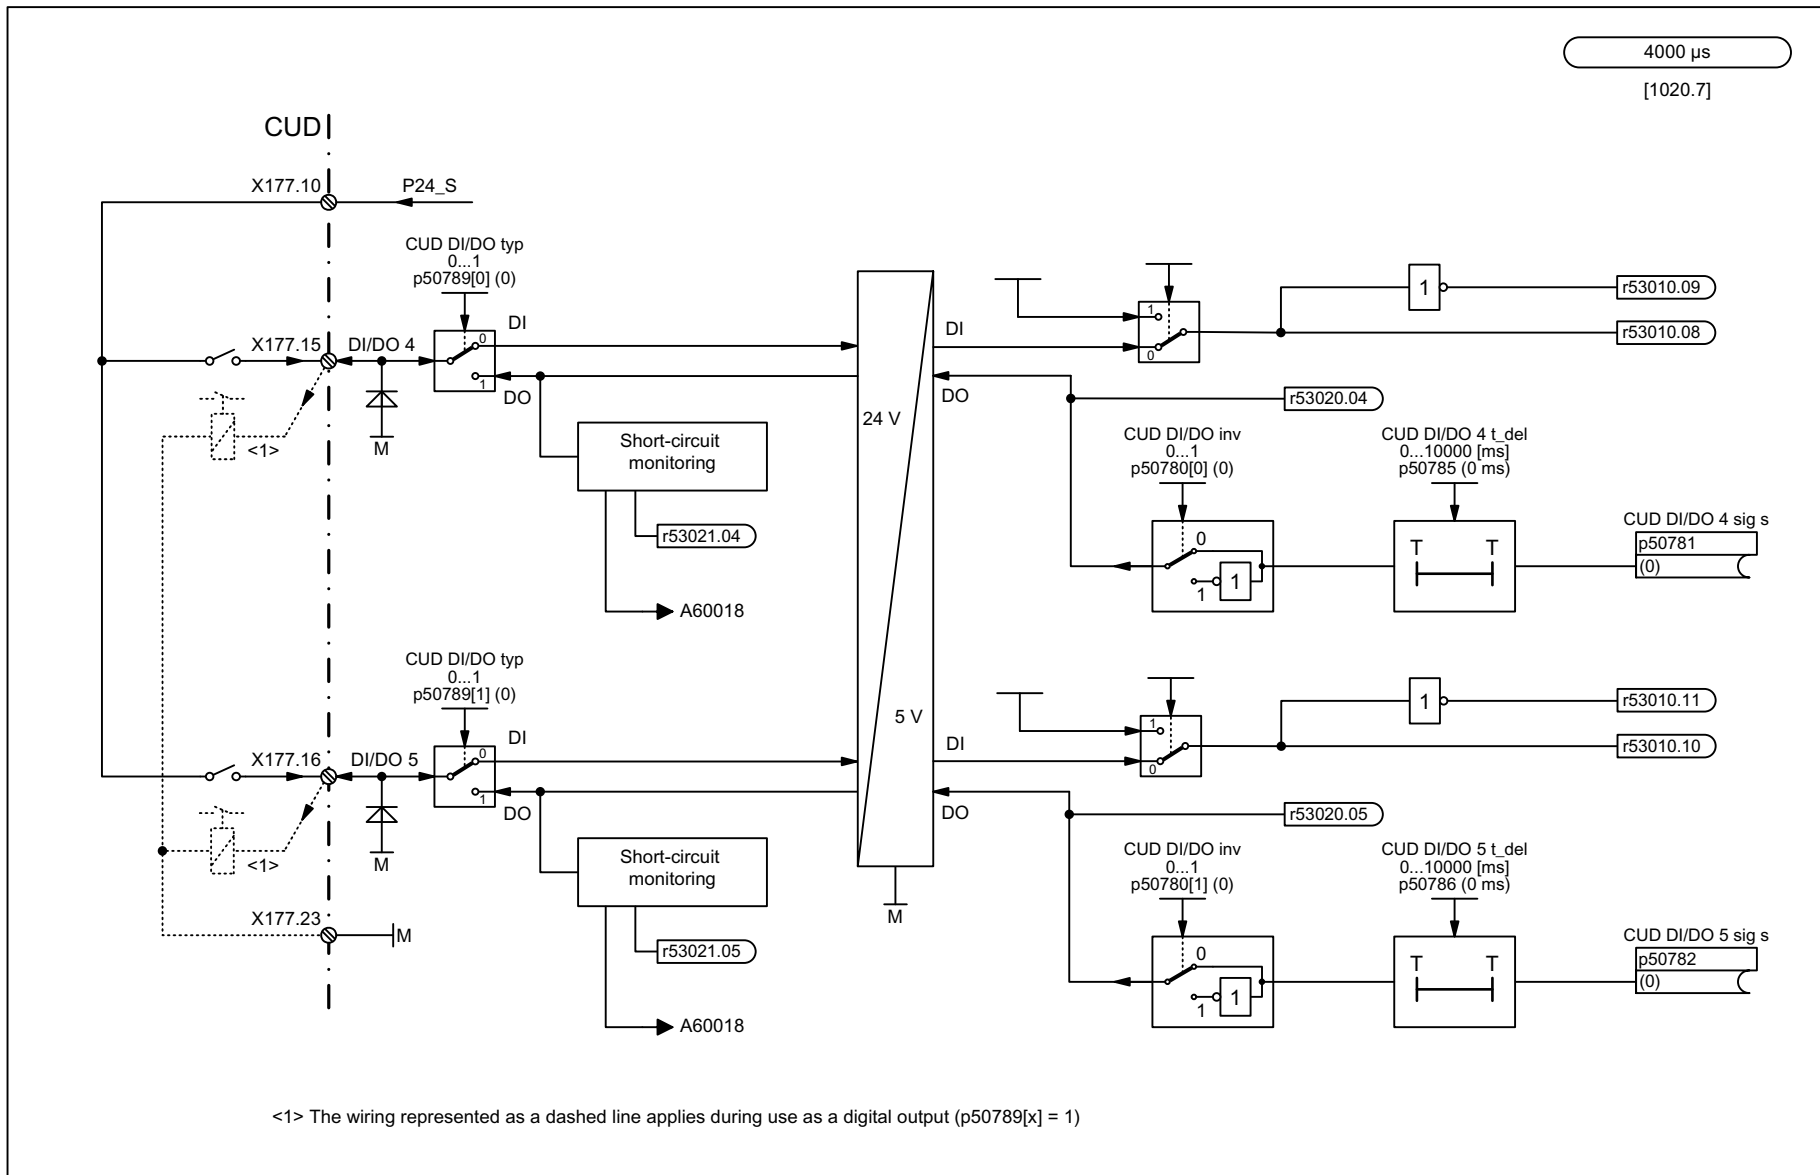 4000 µs
[1020.7]
CUD
X177.10
P24_S
CUD DI/DO typ
0...1
p50789[0] (0)
DI
X177.15
DI/DO 4
0
1
DO
<1>
M
Short-circuit
monitoring
r53021.04
A60018
24 V
5 V
M
DI
1
0
1
r53010.09
r53010.08
DO
r53020.04
CUD DI/DO inv
0...1
p50780[0] (0)
0
1
1
CUD DI/DO 4 t_del
0...10000 [ms]
p50785 (0 ms)
T T
CUD DI/DO 4 sig s
p50781
(0)
CUD DI/DO typ
0...1
p50789[1] (0)
DI
X177.16
DI/DO 5
0
1
DO
<1>
M
X177.23
M
Short-circuit
monitoring
r53021.05
A60018
DI
1
0
1
r53010.11
r53010.10
DO
r53020.05
CUD DI/DO inv
0...1
p50780[1] (0)
0
1
1
CUD DI/DO 5 t_del
0...10000 [ms]
p50786 (0 ms)
T T
CUD DI/DO 5 sig s
p50782
(0)
<1> The wiring represented as a dashed line applies during use as a digital output (p50789[x] = 1)